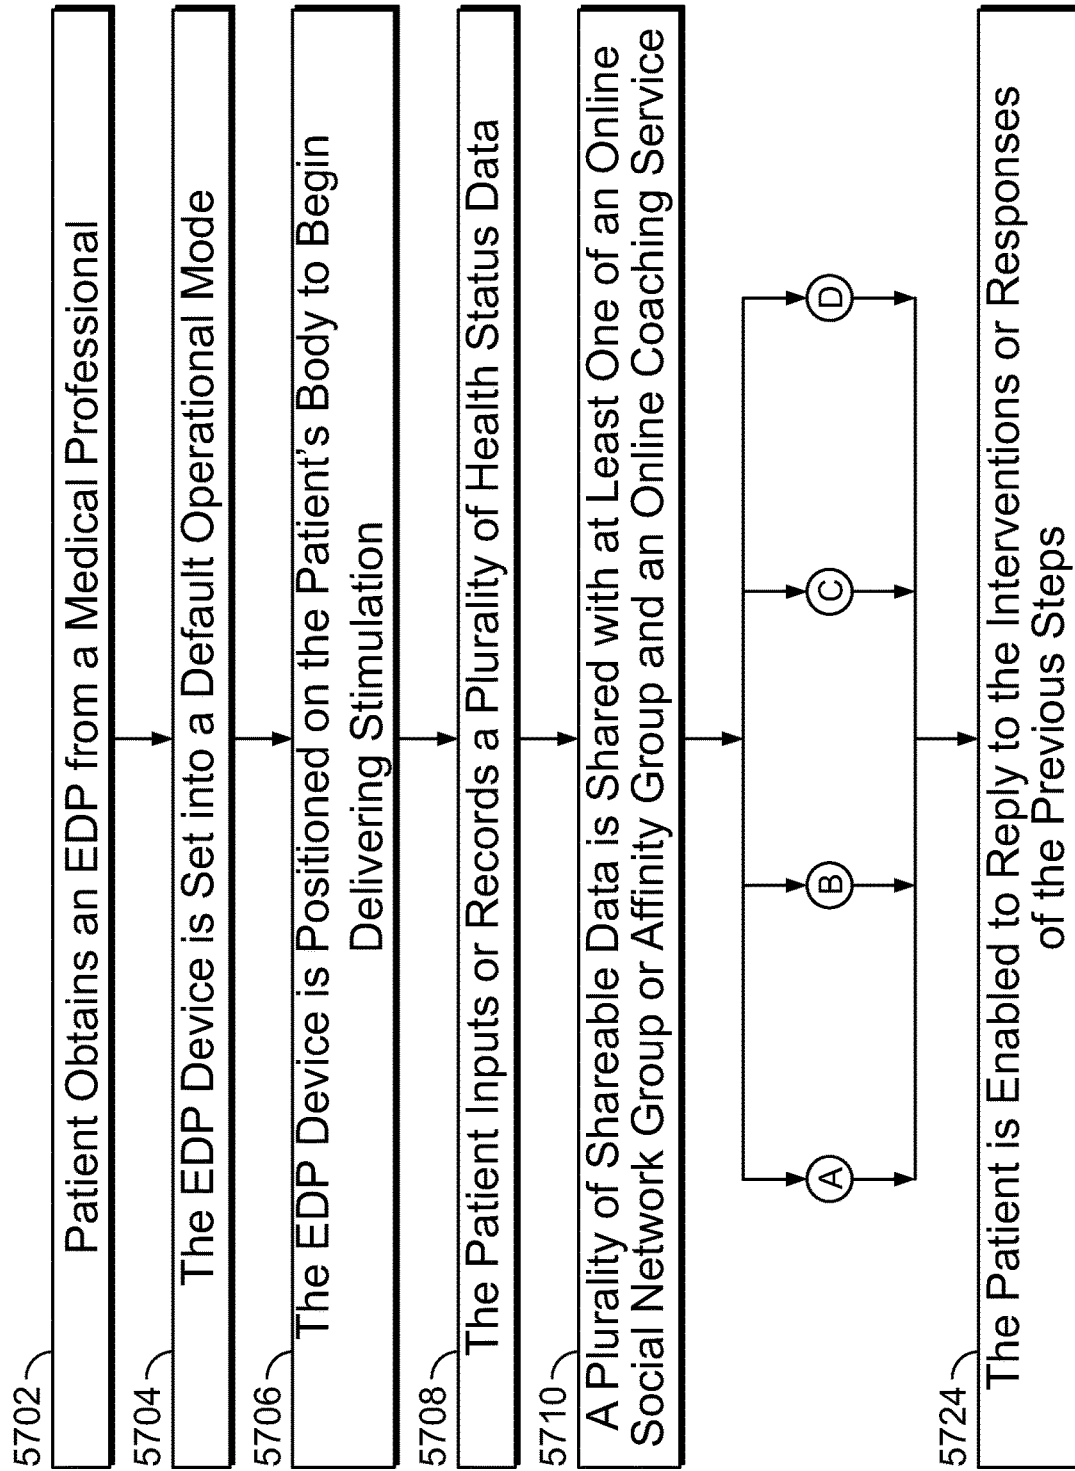 5702
Patient Obtains an EDP from a Medical Professional
5704
The EDP Device is Set into a Default Operational Mode
5706
The EDP Device is Positioned on the Patient's Body to Begin
Delivering Stimulation
5708
The Patient Inputs or Records a Plurality of Health Status Data
5710
A Plurality of Shareable Data is Shared with at Least One of an Online
Social Network Group or Affinity Group and an Online Coaching Service
A
B
C
D
5724
The Patient is Enabled to Reply to the Interventions or Responses
of the Previous Steps